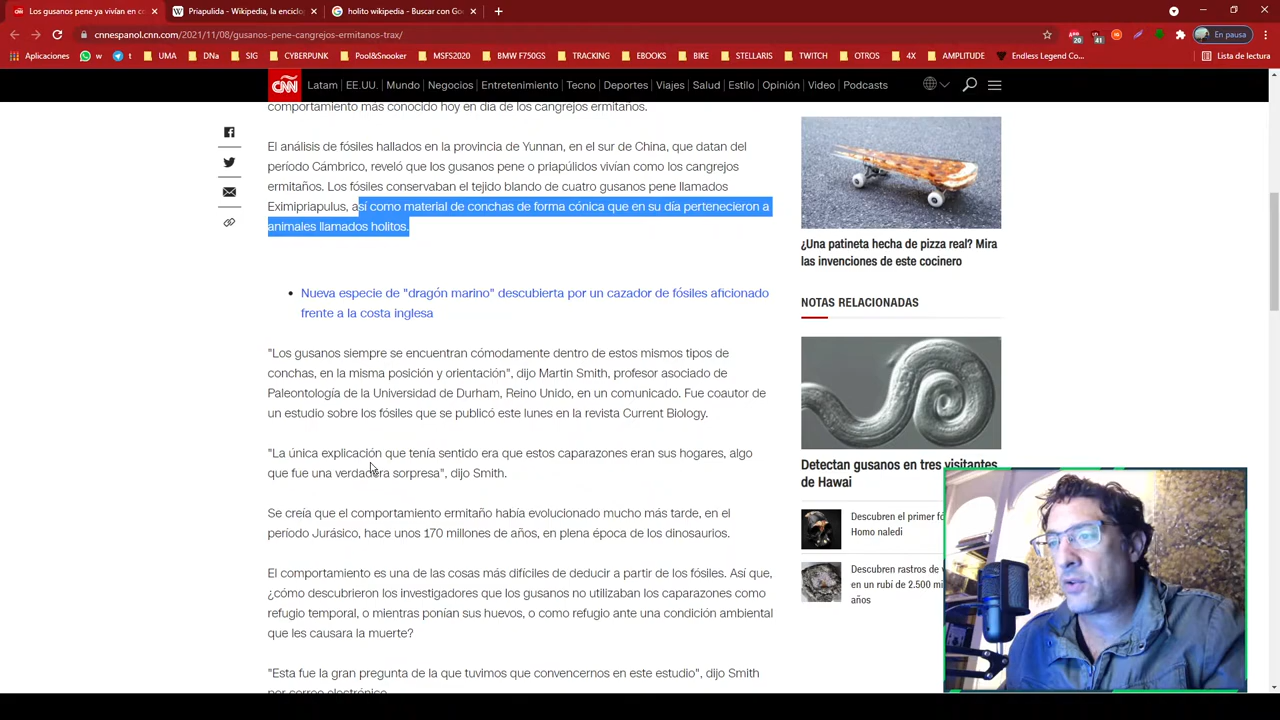 Los gusanos pene ya vivían en co
Priapulida - Wikipedia, la enciclop
holito wikipedia - Buscar con Goo
cnnespanol.cnn.com/2021/11/08/gusanos-pene-cangrejos-ermitanos-trax/
20
41
En pausa
Aplicaciones
w
t
UMA
DNa
SIG
CYBERPUNK
Pool&Snooker
MSFS2020
BMW F750GS
TRACKING
EBOOKS
BIKE
STELLARIS
TWITCH
OTROS
4X
AMPLITUDE
Endless Legend Co...
Lista de lectura
CNN
Latam | EE.UU. | Mundo | Negocios | Entretenimiento | Tecno | Deportes | Viajes | Salud | Estilo | Opinión | Video | Podcasts
comportamiento más conocido hoy en día de los cangrejos ermitaños.
El análisis de fósiles hallados en la provincia de Yunnan, en el sur de China, que datan del
período Cámbrico, reveló que los gusanos pene o priapúlidos vivían como los cangrejos
ermitaños. Los fósiles conservaban el tejido blando de cuatro gusanos pene llamados
Eximipriapulus, así como material de conchas de forma cónica que en su día pertenecieron a
animales llamados holitos.
Nueva especie de "dragón marino" descubierta por un cazador de fósiles aficionado
frente a la costa inglesa
"Los gusanos siempre se encuentran cómodamente dentro de estos mismos tipos de
conchas, en la misma posición y orientación", dijo Martin Smith, profesor asociado de
Paleontología de la Universidad de Durham, Reino Unido, en un comunicado. Fue coautor de
un estudio sobre los fósiles que se publicó este lunes en la revista Current Biology.
"La única explicación que tenía sentido era que estos caparazones eran sus hogares, algo
que fue una verdadera sorpresa", dijo Smith.
Se creía que el comportamiento ermitaño había evolucionado mucho más tarde, en el
período Jurásico, hace unos 170 millones de años, en plena época de los dinosaurios.
El comportamiento es una de las cosas más difíciles de deducir a partir de los fósiles. Así que,
¿cómo descubrieron los investigadores que los gusanos no utilizaban los caparazones como
refugio temporal, o mientras ponían sus huevos, o como refugio ante una condición ambiental
que les causara la muerte?
"Esta fue la gran pregunta de la que tuvimos que convencernos en este estudio", dijo Smith
por correo electrónico.
¿Una patineta hecha de pizza real? Mira
las invenciones de este cocinero
NOTAS RELACIONADAS
Detectan gusanos en tres visitantes
de Hawai
Descubren el primer fó
Homo naledi
Descubren rastros de v
en un rubí de 2.500 mi
años